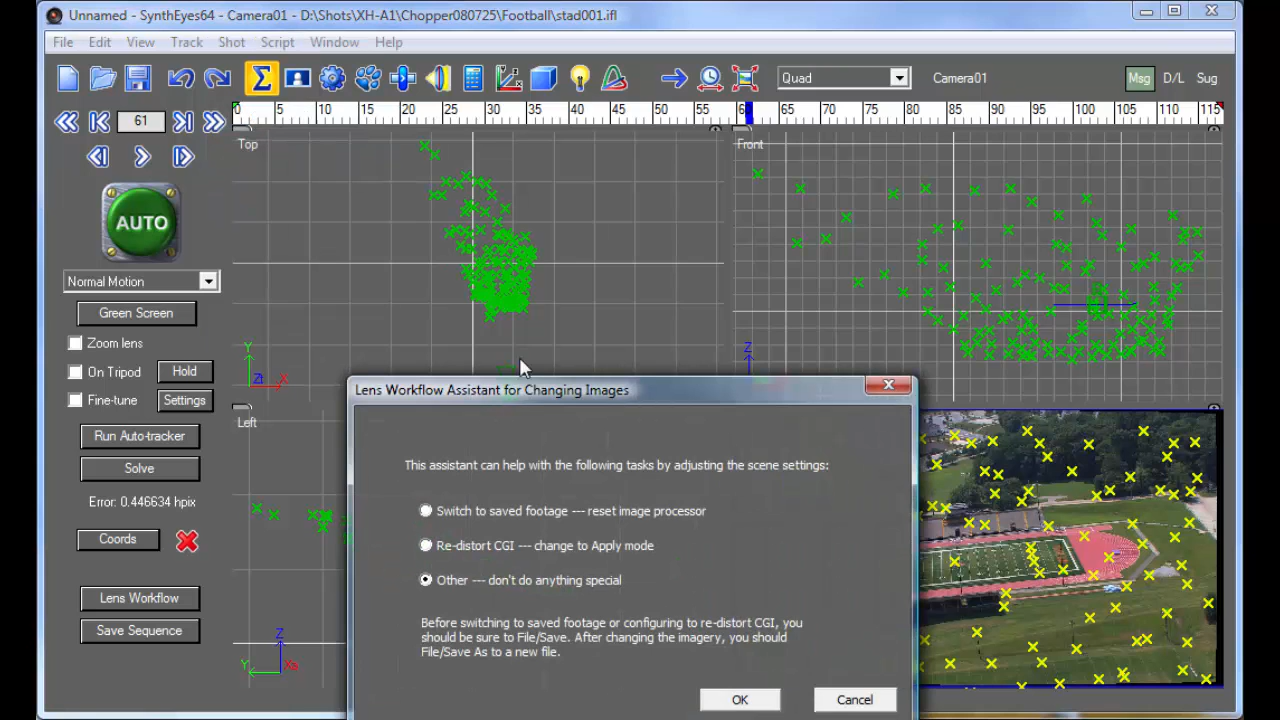 Unnamed - SynthEyes64 - Camera01 - D:\Shots\XH-A1\Chopper080725\Football\stad001.ifl
File Edit View Track Shot Script Window Help
Quad Camera01 Msg D/L Sug
61 0 5 10 15 20 25 30 35 40 45 50 55 65 70 75 80 85 90 95 100 105 110 115
Top Front
AUTO
Normal Motion
Green Screen
Zoom lens
On Tripod Hold
Fine-tune Settings
Y X Z
Run Auto-tracker
Solve
Error: 0.446634 hpix
Coords
Lens Workflow
Save Sequence
Left
Z Y
Lens Workflow Assistant for Changing Images
This assistant can help with the following tasks by adjusting the scene settings:
Switch to saved footage --- reset image processor
Re-distort CGI --- change to Apply mode
Other --- don't do anything special
Before switching to saved footage or configuring to re-distort CGI, you
should be sure to File/Save. After changing the imagery, you should
File/Save As to a new file.
OK Cancel